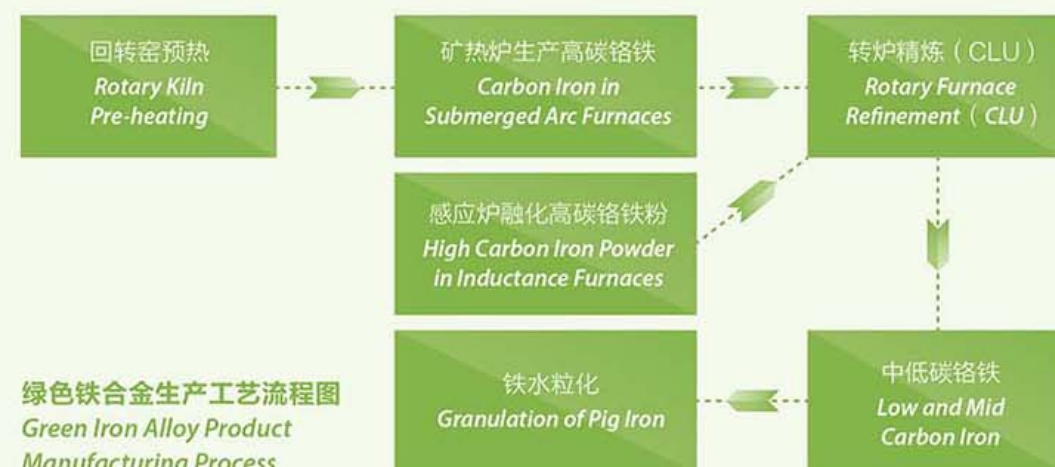 回转窑预热
Rotary Kiln
Pre-heating
矿热炉生产高碳铬铁
Carbon Iron in
Submerged Arc Furnaces
转炉精炼（CLU）
Rotary Furnace
Refinement（CLU）
感应炉融化高碳铬铁粉
High Carbon Iron Powder
in Inductance Furnaces
中低碳铬铁
Low and Mid
Carbon Iron
铁水粒化
Granulation of Pig Iron
绿色铁合金生产工艺流程图
Green Iron Alloy Product
Manufacturing Process